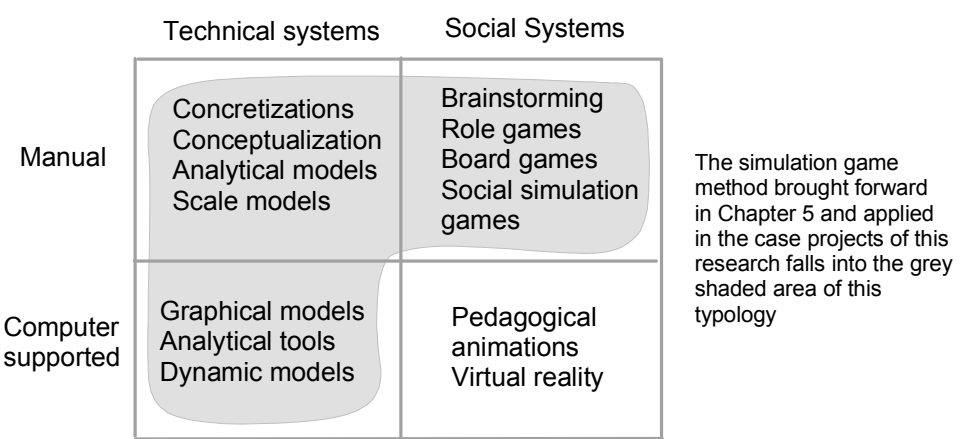 Technical systems
Social Systems
Manual
Concretizations
Conceptualization
Analytical models
Scale models
Brainstorming
Role games
Board games
Social simulation
games
Computer
supported
Graphical models
Analytical tools
Dynamic models
Pedagogical
animations
Virtual reality
The simulation game
method brought forward
in Chapter 5 and applied
in the case projects of this
research falls into the grey
shaded area of this
typology